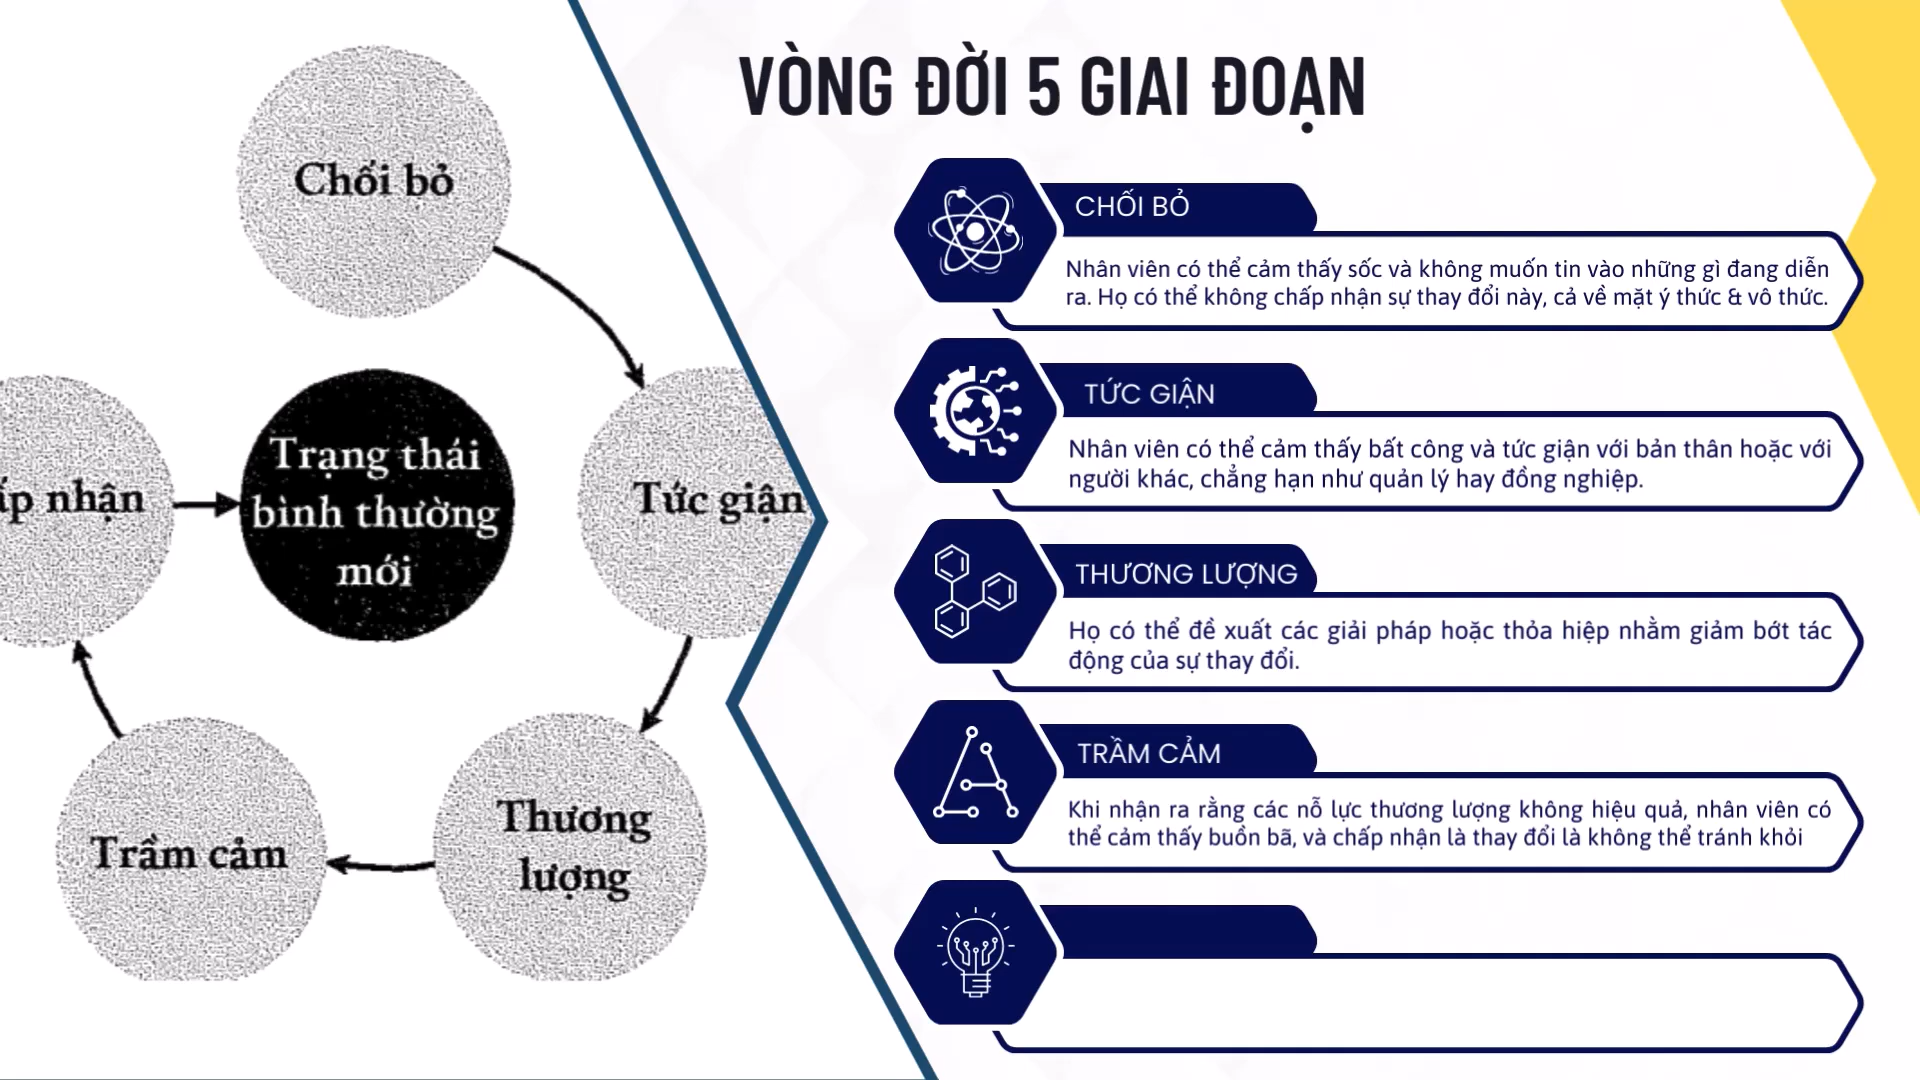 VÒNG ĐỜI 5 GIAI ĐOẠN
Chối bỏ
Trạng thái
bình thường
mới
nhận
Tức giận
Trầm cảm
Thương
lượng
CHỐI BỎ
Nhân viên có thể cảm thấy sốc và không muốn tin vào những gì đang diễn
ra. Họ có thể không chấp nhận sự thay đổi này, cả về mặt ý thức & vô thức.
TỨC GIẬN
Nhân viên có thể cảm thấy bất công và tức giận với bản thân hoặc với
người khác, chẳng hạn như quản lý hay đồng nghiệp.
THƯƠNG LƯỢNG
Họ có thể đề xuất các giải pháp hoặc thỏa hiệp nhằm giảm bớt tác
động của sự thay đổi.
TRẦM CẢM
Khi nhận ra rằng các nỗ lực thương lượng không hiệu quả, nhân viên có
thể cảm thấy buồn bã, và chấp nhận là thay đổi là không thể tránh khỏi